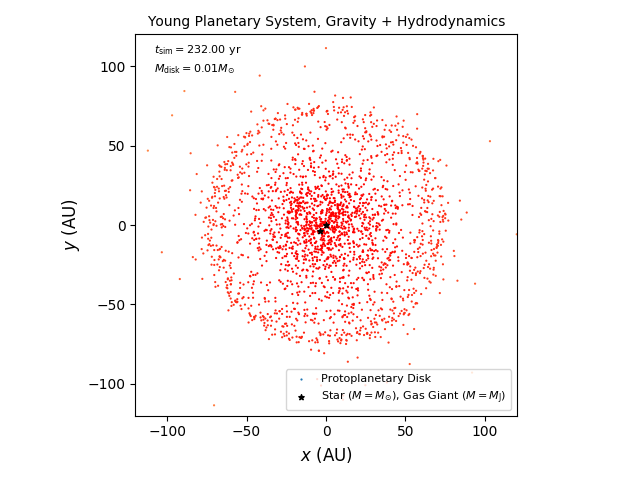 Young Planetary System, Gravity + Hydrodynamics
t_sim = 232.00 yr
M_disk = 0.01M_⊙
100
50
0
−50
−100
y (AU)
Protoplanetary Disk
Star (M = M_⊙), Gas Giant (M = M_J)
−100 −50 0 50 100
x (AU)